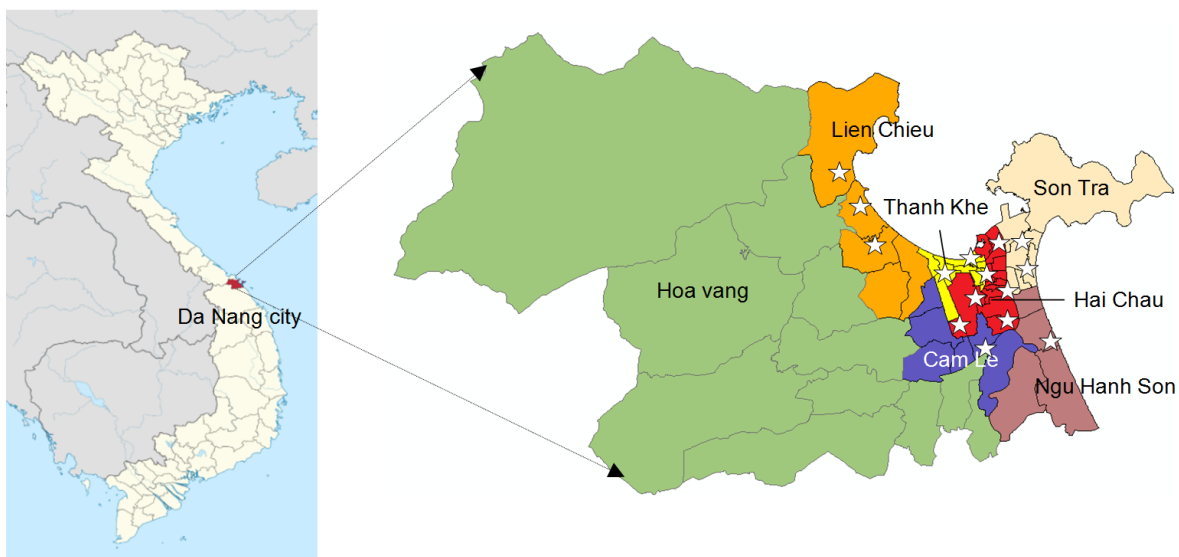 Da Nang city
Lien Chieu
Son Tra
Thanh Khe
Hoa vang
Hai Chau
Cam Le
Ngu Hanh Son